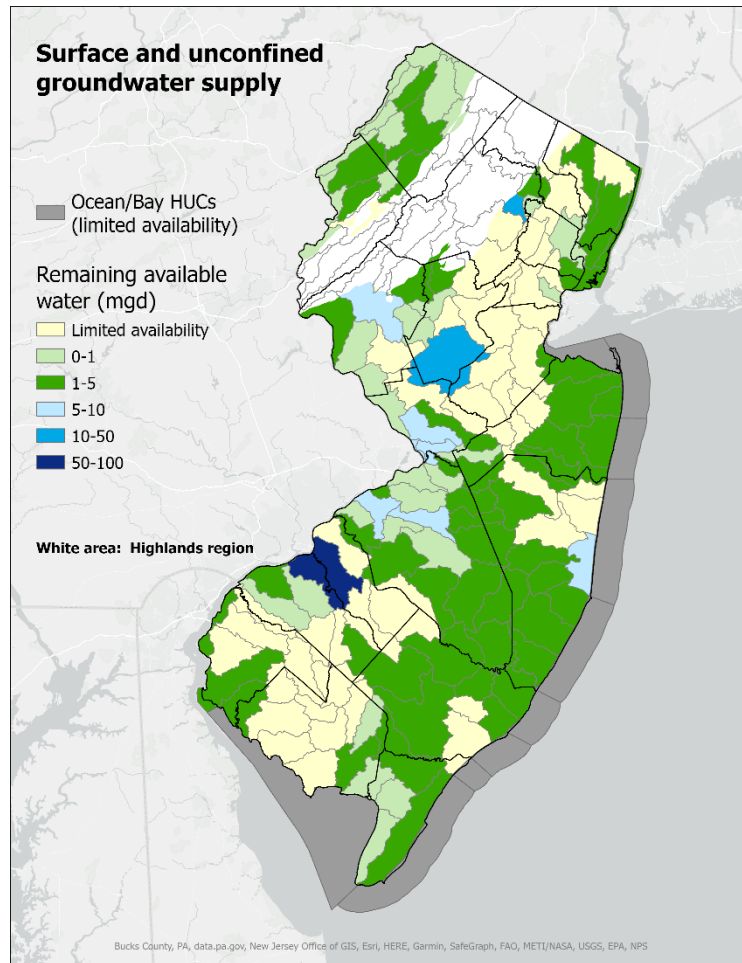 Surface and unconfined
groundwater supply
Ocean/Bay HUCs
(limited availability)
Remaining available
water (mgd)
Limited availability
0-1
1-5
5-10
10-50
50-100
White area: Highlands region
Bucks County, PA, data.pa.gov, New Jersey Office of GIS, Esri, HERE, Garmin, SafeGraph, FAO, METI/NASA, USGS, EPA, NPS